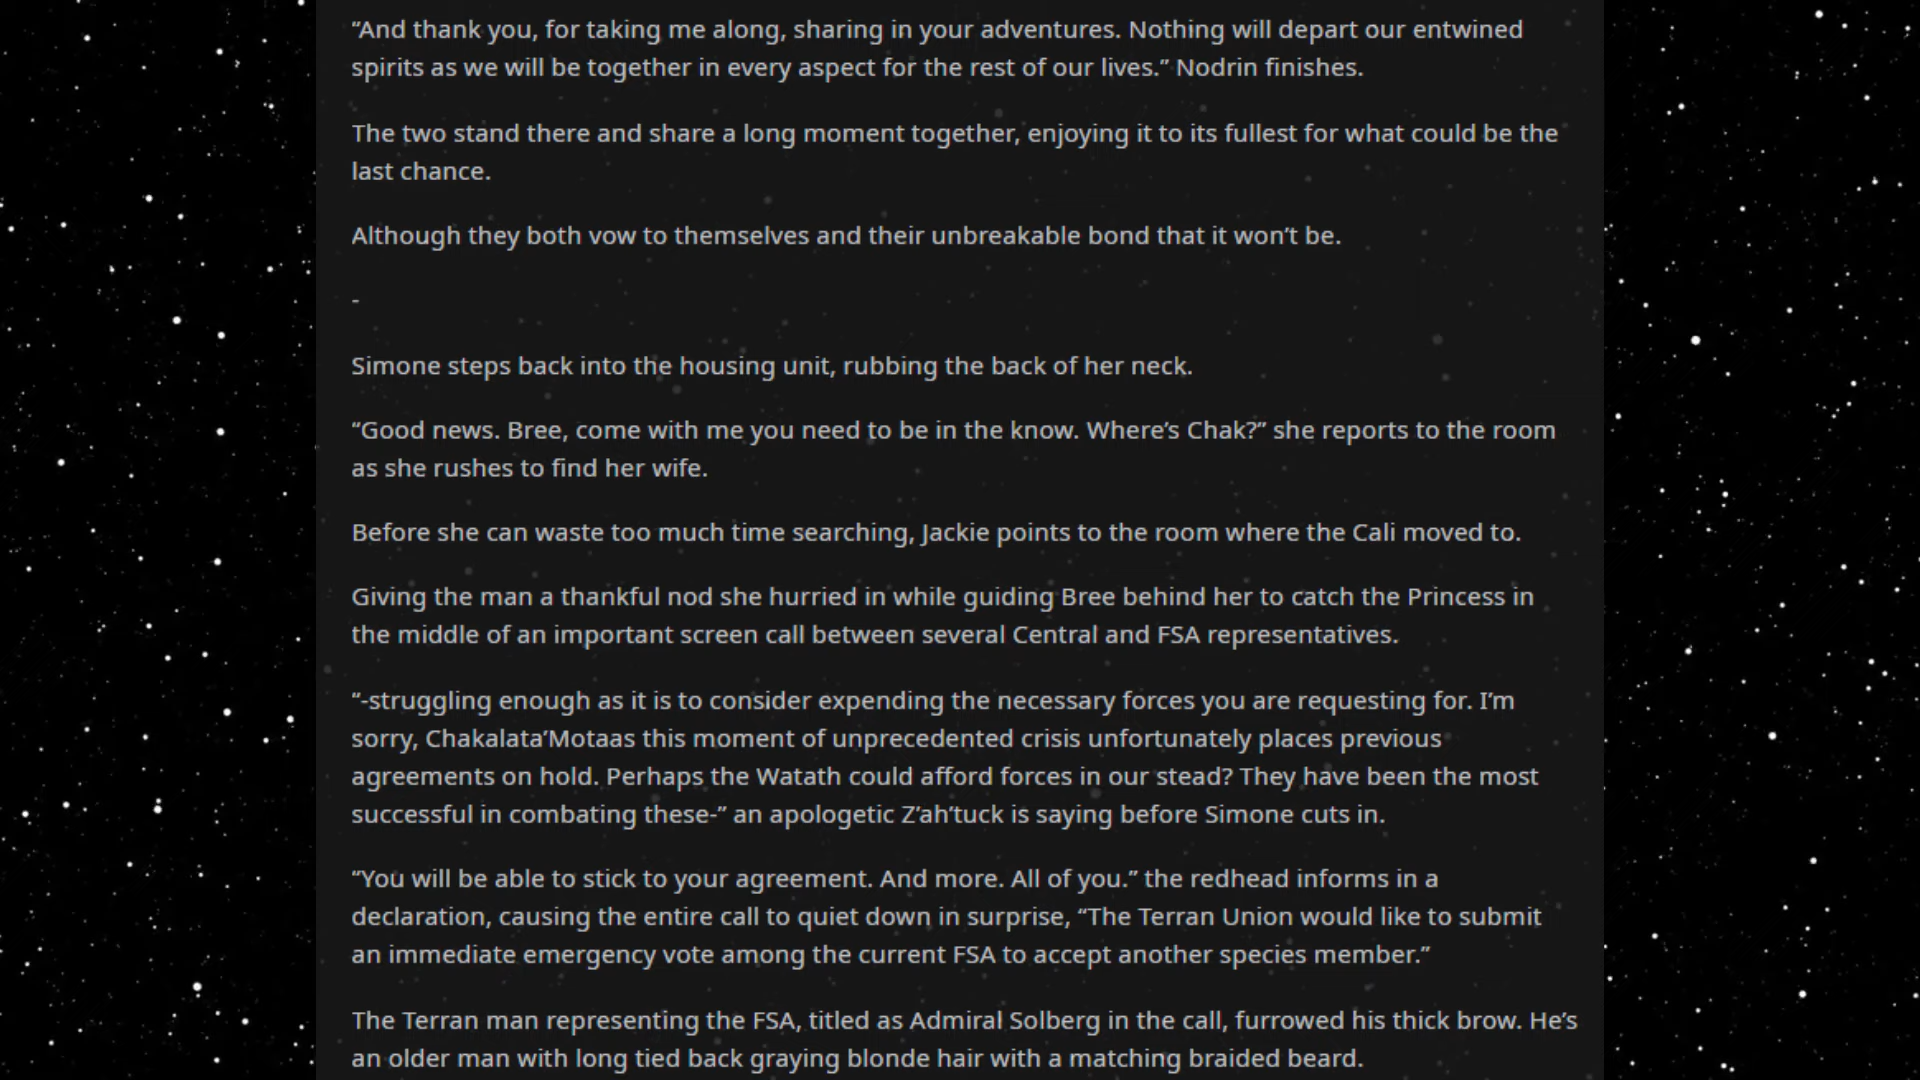 “And thank you, for taking me along, sharing in your adventures. Nothing will depart our entwined
spirits as we will be together in every aspect for the rest of our lives.” Nodrin finishes.
The two stand there and share a long moment together, enjoying it to its fullest for what could be the
last chance.
Although they both vow to themselves and their unbreakable bond that it won’t be.
-
Simone steps back into the housing unit, rubbing the back of her neck.
“Good news. Bree, come with me you need to be in the know. Where’s Chak?” she reports to the room
as she rushes to find her wife.
Before she can waste too much time searching, Jackie points to the room where the Cali moved to.
Giving the man a thankful nod she hurried in while guiding Bree behind her to catch the Princess in
the middle of an important screen call between several Central and FSA representatives.
“-struggling enough as it is to consider expending the necessary forces you are requesting for. I’m
sorry, Chakalata’Motaas this moment of unprecedented crisis unfortunately places previous
agreements on hold. Perhaps the Watath could afford forces in our stead? They have been the most
successful in combating these-” an apologetic Z’ah’tuck is saying before Simone cuts in.
“You will be able to stick to your agreement. And more. All of you.” the redhead informs in a
declaration, causing the entire call to quiet down in surprise, “The Terran Union would like to submit
an immediate emergency vote among the current FSA to accept another species member.”
The Terran man representing the FSA, titled as Admiral Solberg in the call, furrowed his thick brow. He’s
an older man with long tied back graying blonde hair with a matching braided beard.